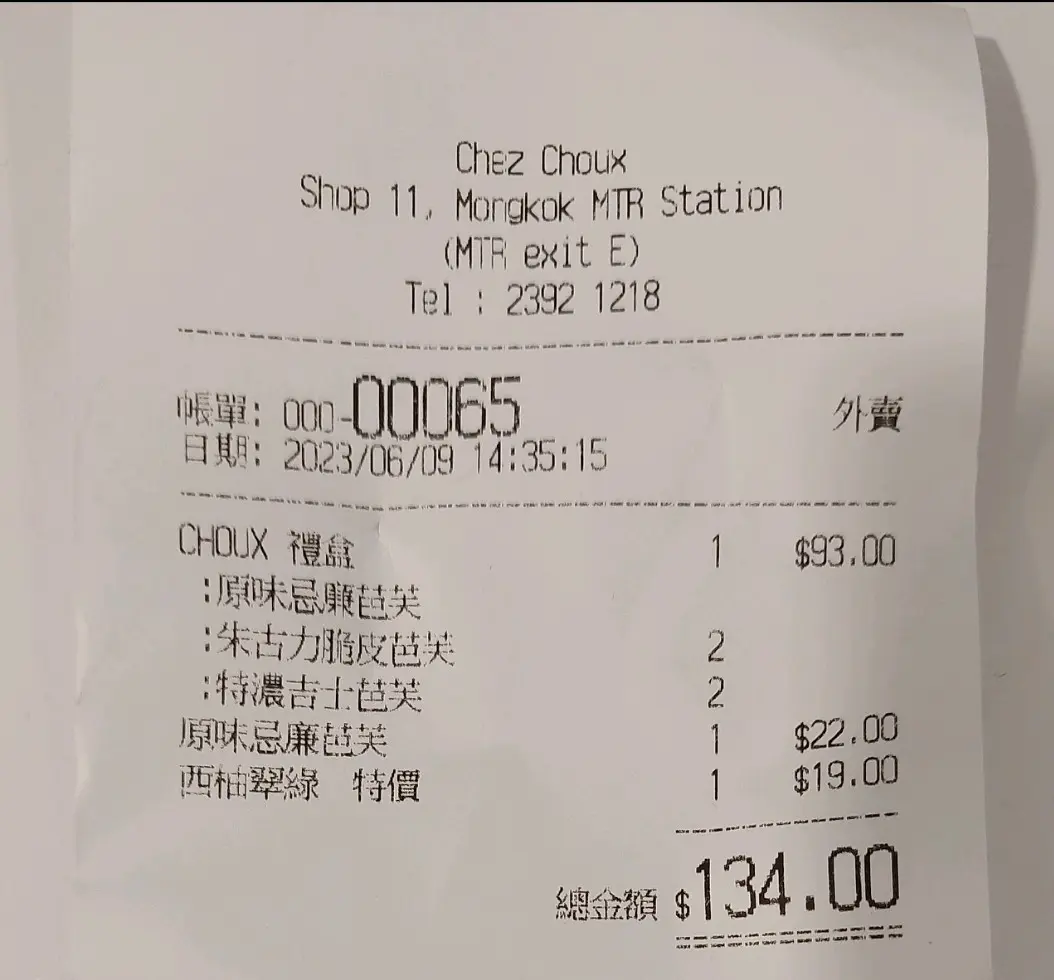 Chez Choux
Shop 11, Mongkok MTR Station
(MTR exit E)
Tel : 2392 1218
帳單: 000-00065 外賣
日期: 2023/06/09 14:35:15
CHOUX 禮盒 1 $93.00
:原味忌廉芭芙
:朱古力脆皮芭芙 2
:特濃吉士芭芙 2
原味忌廉芭芙 1 $22.00
西柚翠綠 特價 1 $19.00
總金額 $134.00